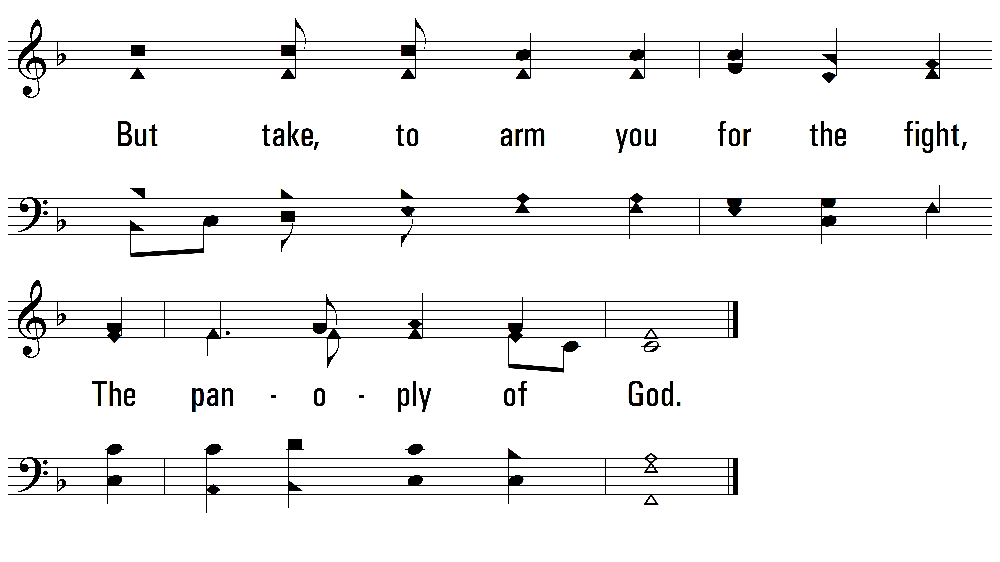 But take, to arm you for the fight,
The pan - o - ply of God.